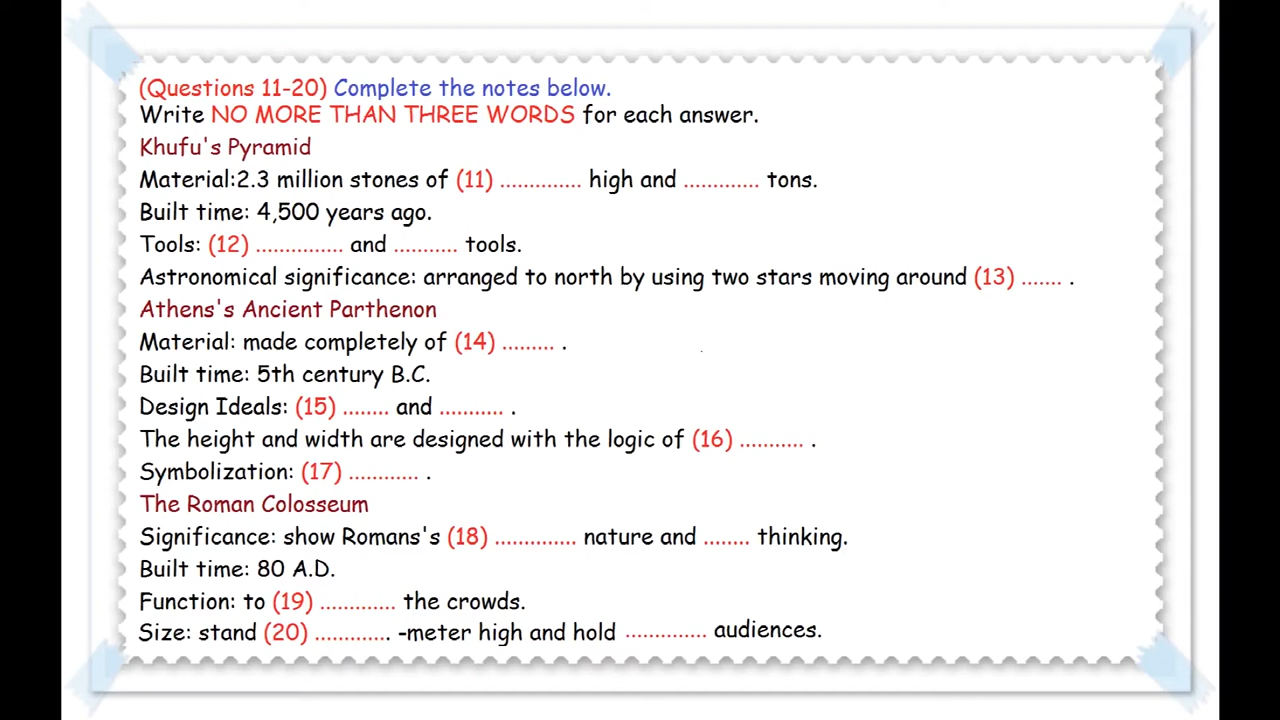 (Questions 11-20) Complete the notes below.
Write NO MORE THAN THREE WORDS for each answer.
Khufu's Pyramid
Material:2.3 million stones of (11) .............. high and ............. tons.
Built time: 4,500 years ago.
Tools: (12) ............... and ........... tools.
Astronomical significance: arranged to north by using two stars moving around (13) ....... .
Athens's Ancient Parthenon
Material: made completely of (14) ......... .
Built time: 5th century B.C.
Design Ideals: (15) ........ and ........... .
The height and width are designed with the logic of (16) ........... .
Symbolization: (17) ............ .
The Roman Colosseum
Significance: show Romans's (18) .............. nature and ........ thinking.
Built time: 80 A.D.
Function: to (19) ............. the crowds.
Size: stand (20) ............. -meter high and hold .............. audiences.